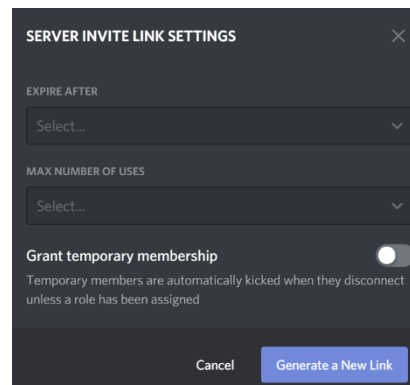 SERVER INVITE LINK SETTINGS
EXPIRE AFTER
Select...
MAX NUMBER OF USES
Select...
Grant temporary membership
Temporary members are automatically kicked when they disconnect
unless a role has been assigned
Cancel
Generate a New Link